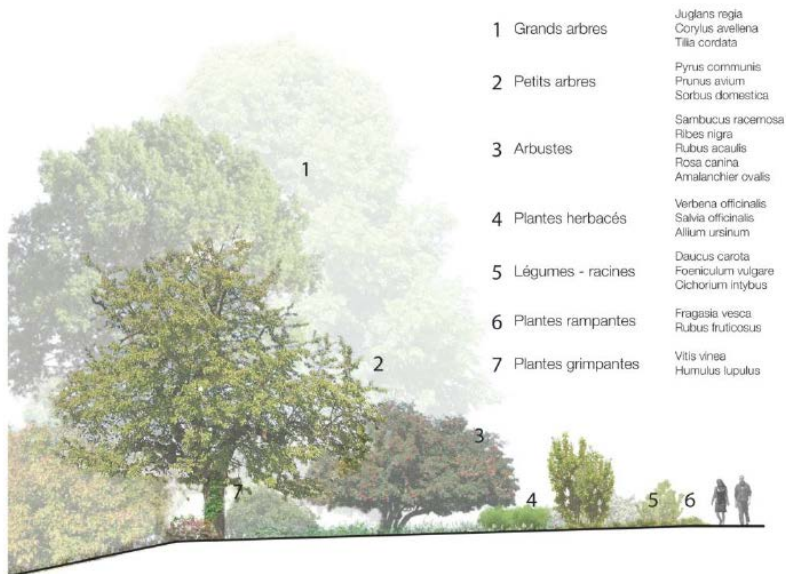 1 Grands arbres
Juglans regia
Corylus avellena
Tilia cordata
2 Petits arbres
Pyrus communis
Prunus avium
Sorbus domestica
3 Arbustes
Sambucus racemosa
Ribes nigra
Rubus acaulis
Rosa canina
Amalanchier ovalis
4 Plantes herbacés
Verbena officinalis
Salvia officinalis
Allium ursinum
5 Légumes - racines
Daucus carota
Foeniculum vulgare
Cichorium intybus
6 Plantes rampantes
Fragasia vesca
Rubus fruticosus
7 Plantes grimpantes
Vitis vinea
Humulus lupulus
1
2
3
7
4
5
6